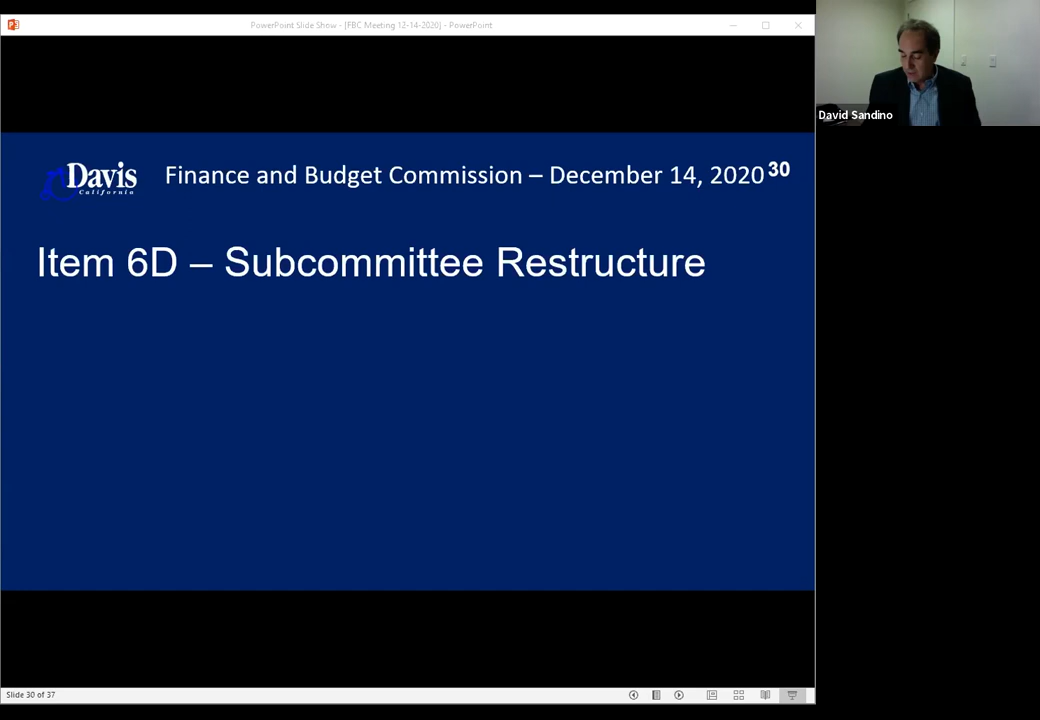 PowerPoint Slide Show - [FBC Meeting 12-14-2020] - PowerPoint
David Sandino
Davis
California
Finance and Budget Commission – December 14, 2020 30
Item 6D – Subcommittee Restructure
Slide 30 of 37